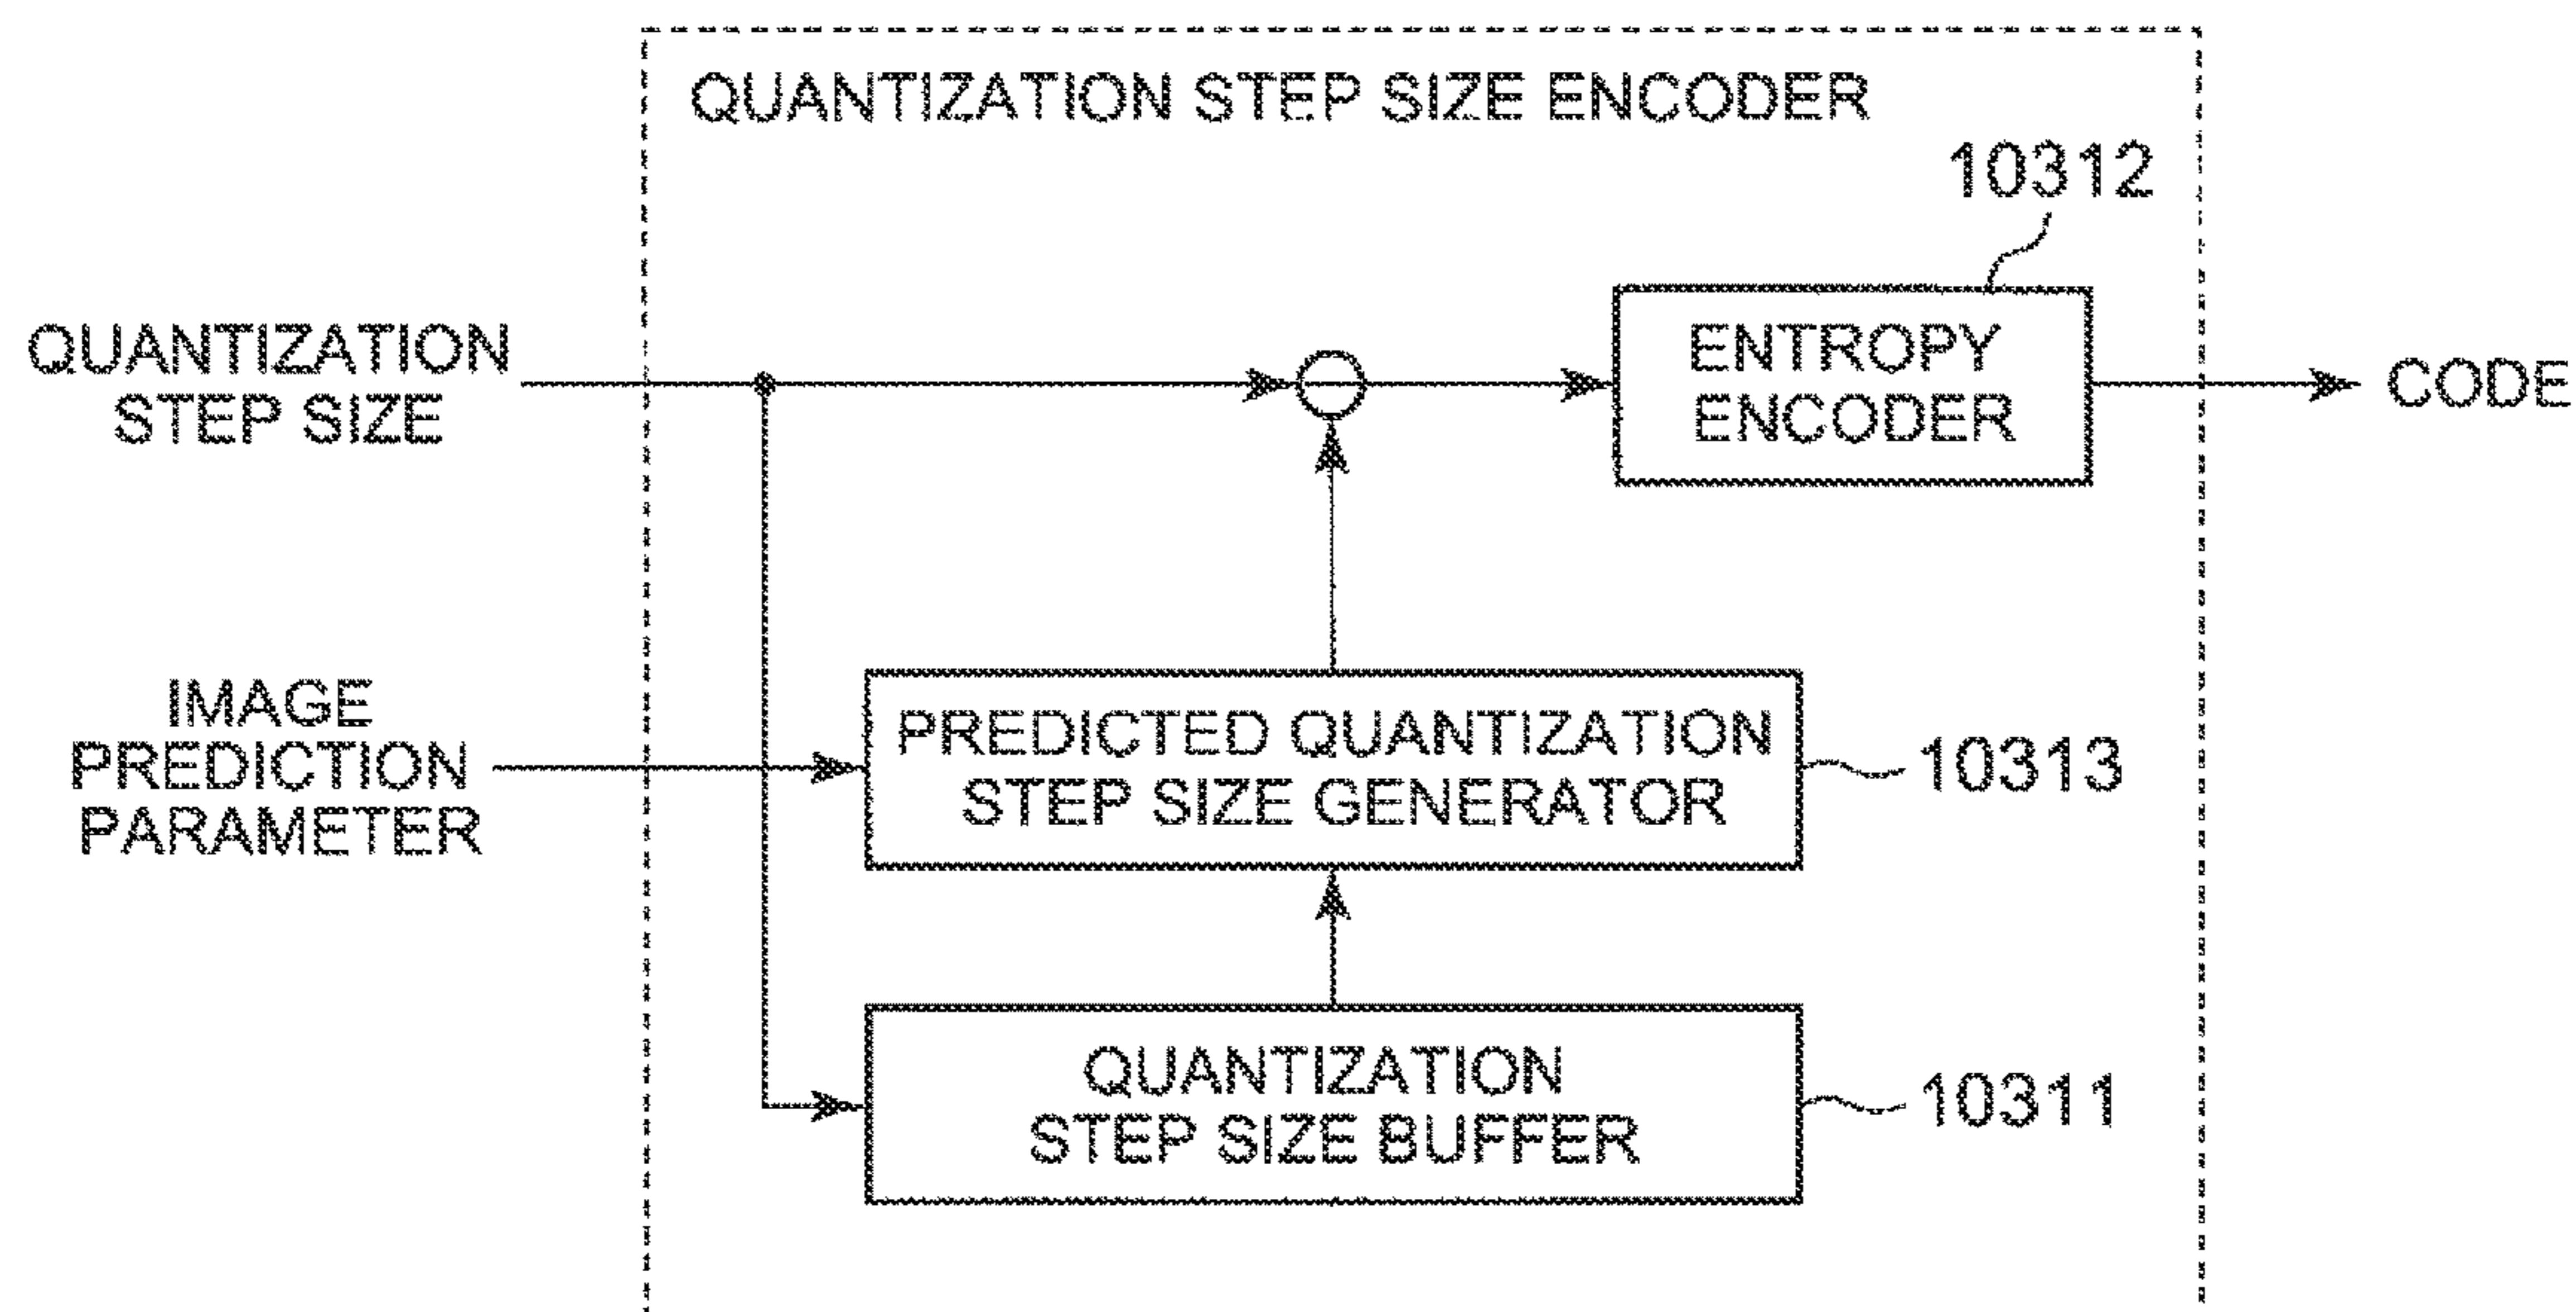 QUANTIZATION STEP SIZE ENCODER
10312
QUANTIZATION
STEP SIZE
ENTROPY
ENCODER
CODE
IMAGE
PREDICTION
PARAMETER
PREDICTED QUANTIZATION
STEP SIZE GENERATOR
10313
QUANTIZATION
STEP SIZE BUFFER
10311